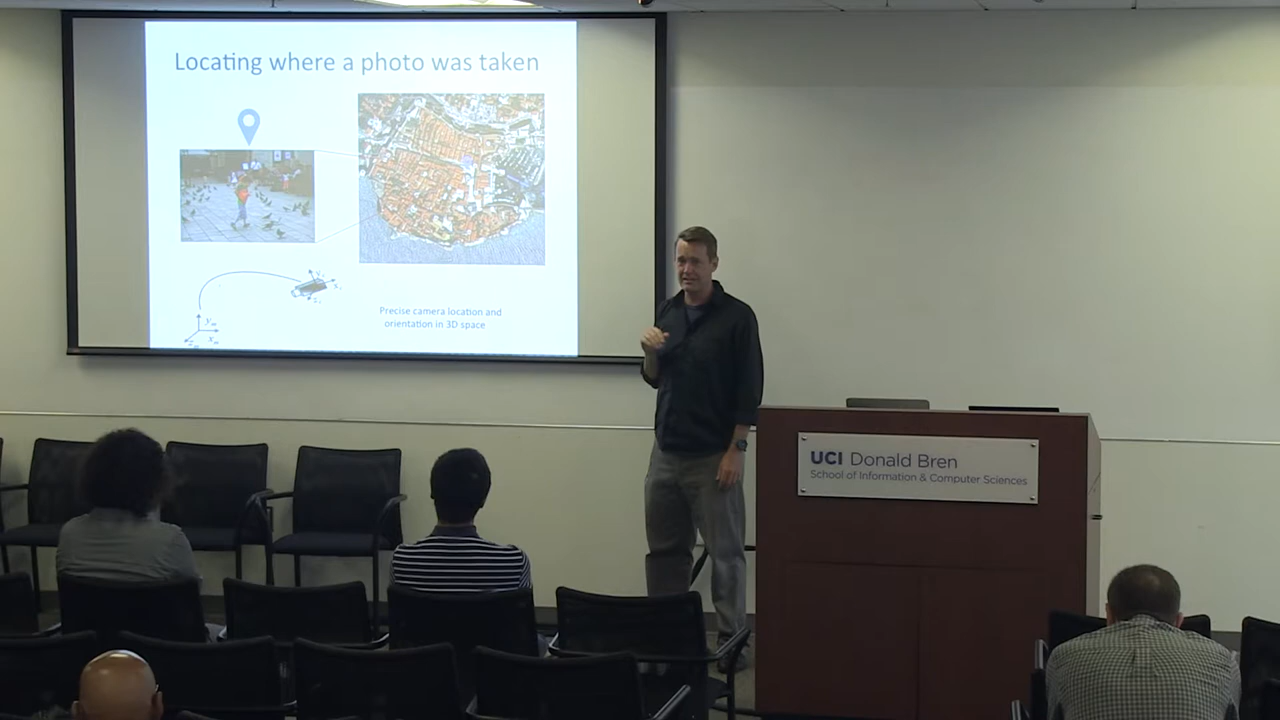 Locating where a photo was taken
Precise camera location and
orientation in 3D space
UCI Donald Bren
School of Information & Computer Sciences